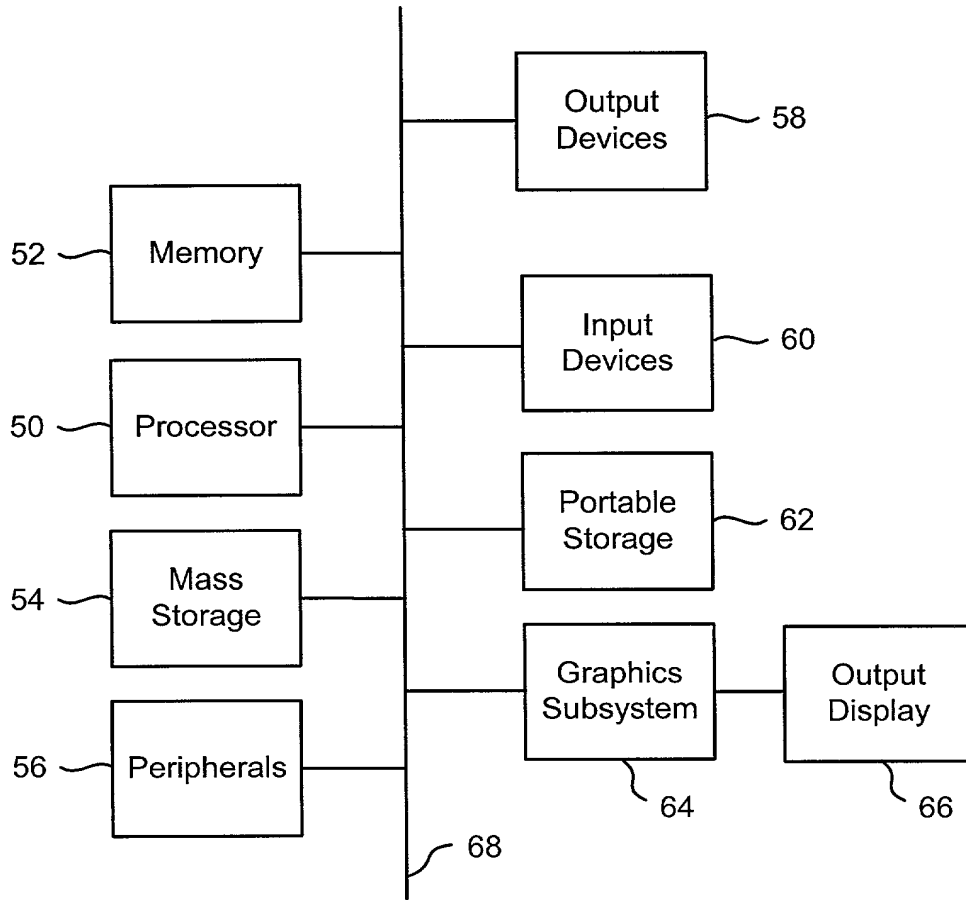 Output
Devices
58
52
Memory
Input
Devices
60
50
Processor
Portable
Storage
62
54
Mass
Storage
Graphics
Subsystem
Output
Display
56
Peripherals
64
66
68